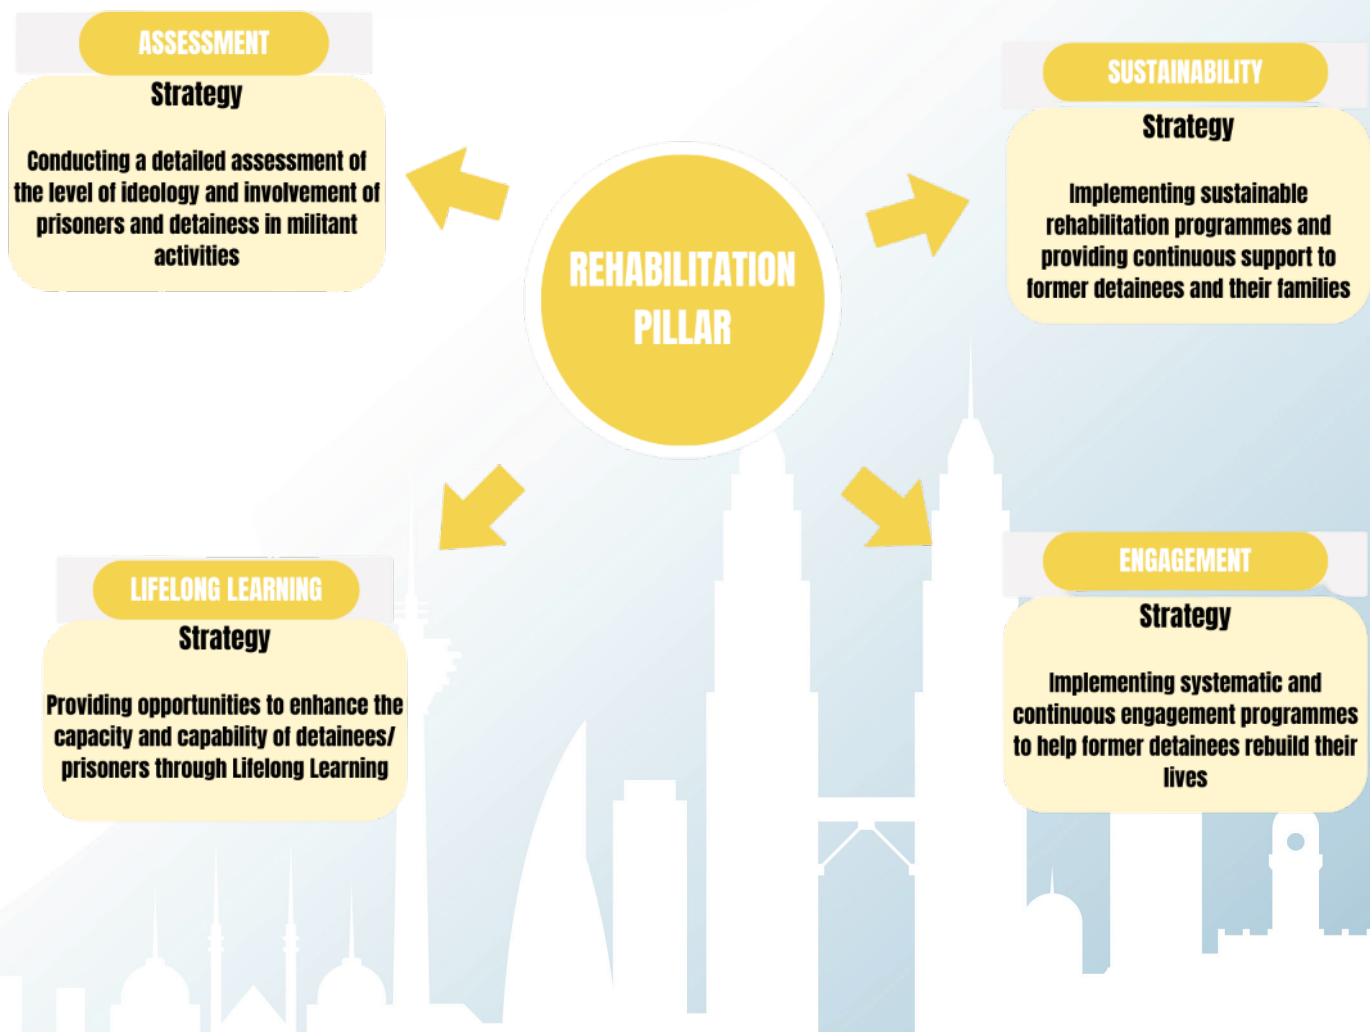 ASSESSMENT
Strategy
Conducting a detailed assessment of
the level of ideology and involvement of
prisoners and detainess in militant
activities
SUSTAINABILITY
Strategy
Implementing sustainable
rehabilitation programmes and
providing continuous support to
former detainees and their families
REHABILITATION
PILLAR
LIFELONG LEARNING
Strategy
Providing opportunities to enhance the
capacity and capability of detainees/
prisoners through Lifelong Learning
ENGAGEMENT
Strategy
Implementing systematic and
continuous engagement programmes
to help former detainees rebuild their
lives